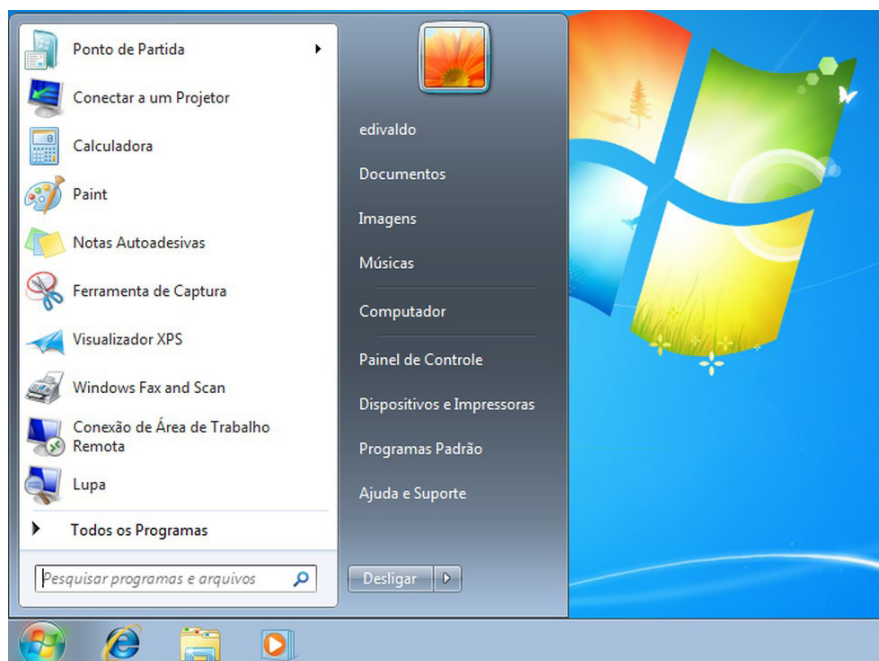 Ponto de Partida
Conectar a um Projetor
Calculadora
Paint
Notas Autoadesivas
Ferramenta de Captura
Visualizador XPS
Windows Fax and Scan
Conexão de Área de Trabalho
Remota
Lupa
Todos os Programas
Pesquisar programas e arquivos
edivaldo
Documentos
Imagens
Músicas
Computador
Painel de Controle
Dispositivos e Impressoras
Programas Padrão
Ajuda e Suporte
Desligar